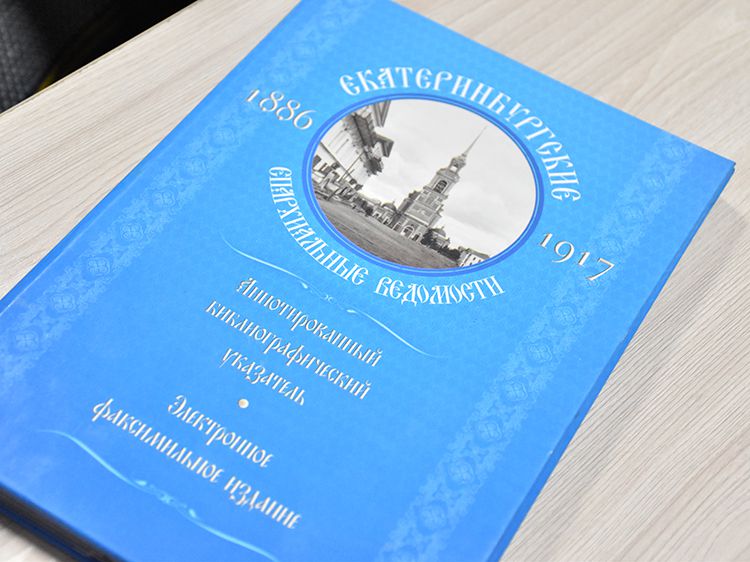 ЕКАТЕРИНБУРГСКИЕ
1886
1917
ЕПАРХИАЛЬНЫЕ ВЕДОМОСТИ
Аннотированный
библиографический
указатель
Электронное
факсимильное издание